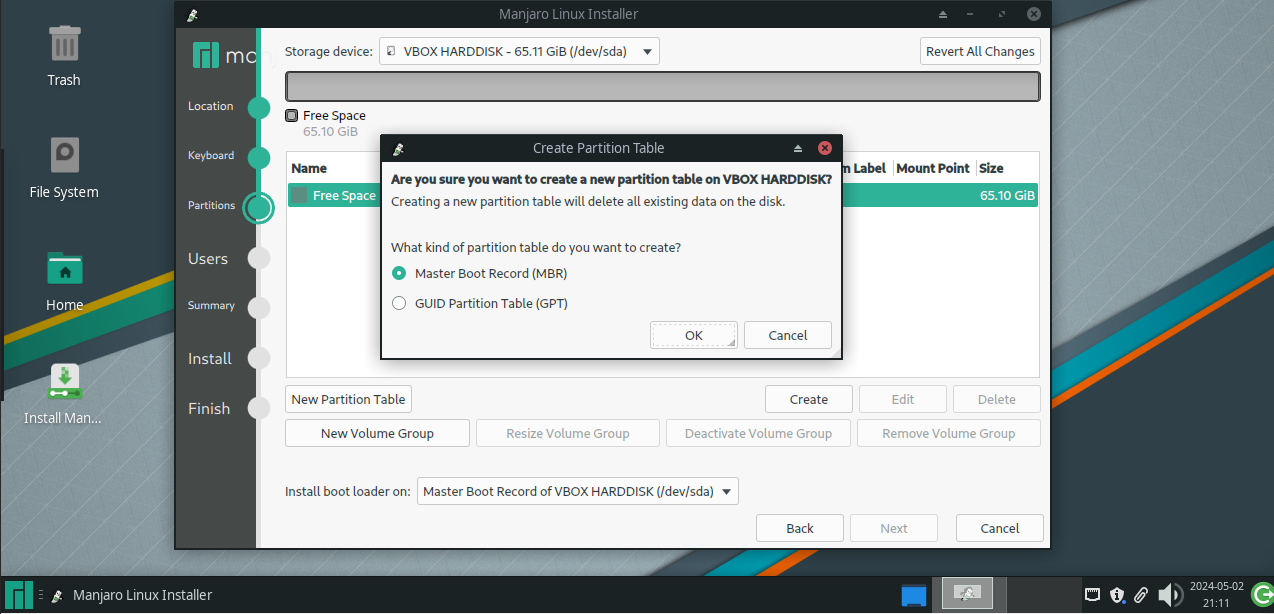 Manjaro Linux Installer
Trash
File System
Home
Install Man...
Location
Keyboard
Partitions
Users
Summary
Install
Finish
Storage device:
VBOX HARDDISK - 65.11 GiB (/dev/sda)
Revert All Changes
Free Space
65.10 GiB
Name
Label Mount Point Size
Free Space
65.10 GiB
Create Partition Table
Are you sure you want to create a new partition table on VBOX HARDDISK?
Creating a new partition table will delete all existing data on the disk.
What kind of partition table do you want to create?
Master Boot Record (MBR)
GUID Partition Table (GPT)
OK Cancel
New Partition Table Create Edit Delete
New Volume Group Resize Volume Group Deactivate Volume Group Remove Volume Group
Install boot loader on: Master Boot Record of VBOX HARDDISK (/dev/sda)
Back Next Cancel
Manjaro Linux Installer
2024-05-02
21:11